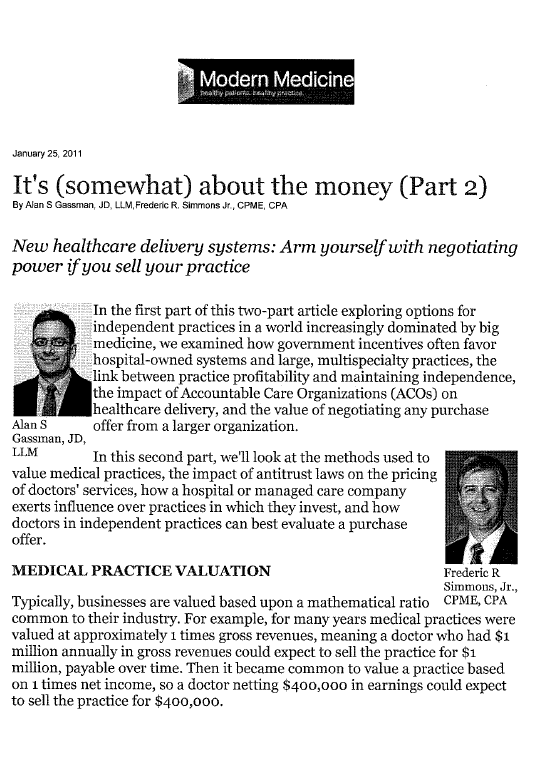 Modern Medicine
healthy patients. healthy practice.
January 25, 2011
It's (somewhat) about the money (Part 2)
By Alan S Gassman, JD, LLM,Frederic R. Simmons Jr., CPME, CPA
New healthcare delivery systems: Arm yourself with negotiating
power if you sell your practice
In the first part of this two-part article exploring options for
independent practices in a world increasingly dominated by big
medicine, we examined how government incentives often favor
hospital-owned systems and large, multispecialty practices, the
link between practice profitability and maintaining independence,
the impact of Accountable Care Organizations (ACOs) on
healthcare delivery, and the value of negotiating any purchase
offer from a larger organization.
Alan S
Gassman, JD,
LLM
In this second part, we'll look at the methods used to
value medical practices, the impact of antitrust laws on the pricing
of doctors' services, how a hospital or managed care company
exerts influence over practices in which they invest, and how
doctors in independent practices can best evaluate a purchase
offer.
Frederic R
Simmons, Jr.,
CPME, CPA
MEDICAL PRACTICE VALUATION
Typically, businesses are valued based upon a mathematical ratio
common to their industry. For example, for many years medical practices were
valued at approximately 1 times gross revenues, meaning a doctor who had $1
million annually in gross revenues could expect to sell the practice for $1
million, payable over time. Then it became common to value a practice based
on 1 times net income, so a doctor netting $400,000 in earnings could expect
to sell the practice for $400,000.